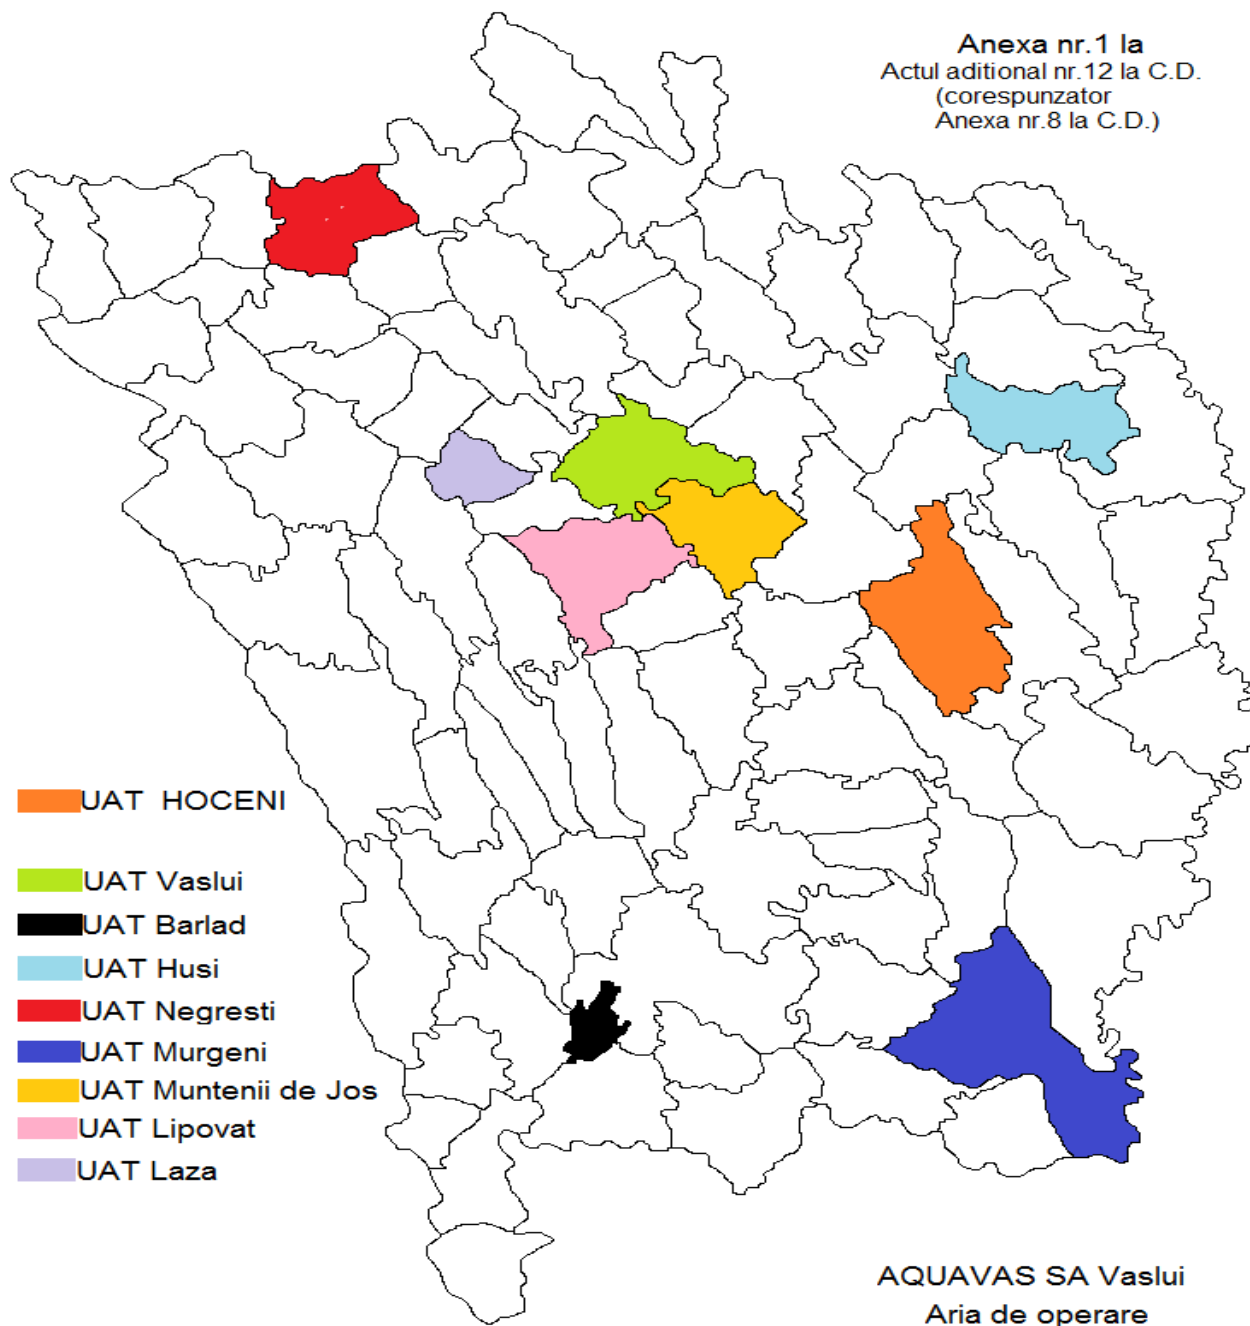 Anexa nr.1 la
Actul aditional nr.12 la C.D.
(corespunzator
Anexa nr.8 la C.D.)
UAT HOCENI
UAT Vaslui
UAT Barlad
UAT Husi
UAT Negresti
UAT Murgeni
UAT Muntenii de Jos
UAT Lipovat
UAT Laza
AQUAVAS SA Vaslui
Aria de operare